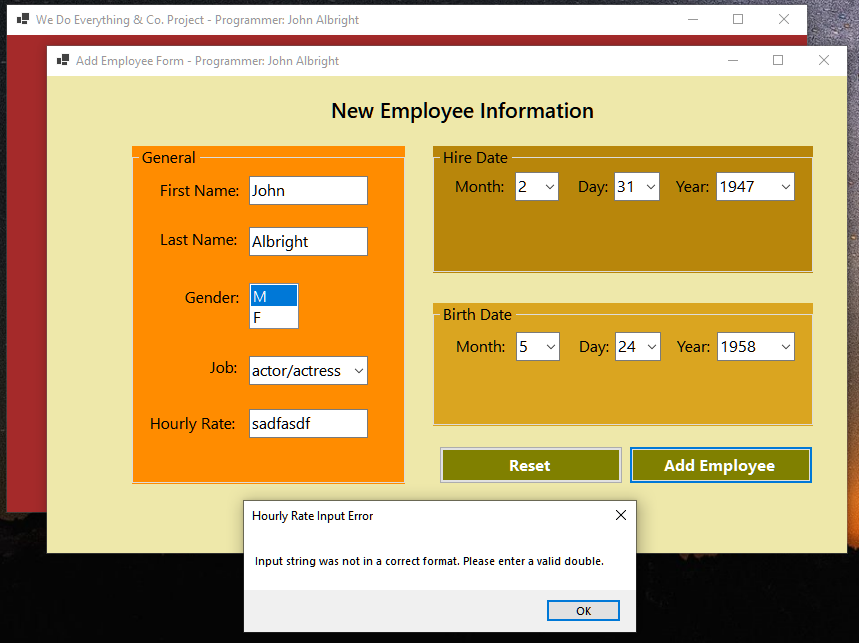 We Do Everything & Co. Project - Programmer: John Albright
Add Employee Form - Programmer: John Albright
New Employee Information
General
First Name: John
Last Name: Albright
Gender: M
F
Job: actor/actress
Hourly Rate: sadfasdf
Hire Date
Month: 2 Day: 31 Year: 1947
Birth Date
Month: 5 Day: 24 Year: 1958
Reset Add Employee
Hourly Rate Input Error
Input string was not in a correct format. Please enter a valid double.
OK